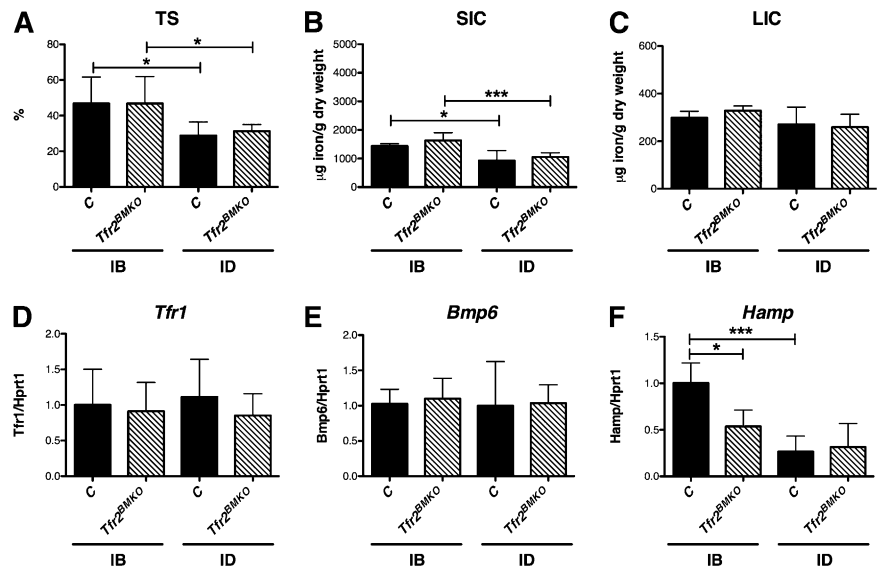 A
TS
%
80
60
40
20
0
*
*
C
Tfr2BMKO
C
Tfr2BMKO
IB
ID
B
SIC
µg iron/g dry weight
5000
4000
3000
2000
1000
0
***
*
C
Tfr2BMKO
C
Tfr2BMKO
IB
ID
C
LIC
µg iron/g dry weight
600
400
200
0
C
Tfr2BMKO
C
Tfr2BMKO
IB
ID
D
Tfr1
Tfr1/Hprt1
2.0
1.5
1.0
0.5
0.0
C
Tfr2BMKO
C
Tfr2BMKO
IB
ID
E
Bmp6
Bmp6/Hprt1
2.0
1.5
1.0
0.5
0.0
C
Tfr2BMKO
C
Tfr2BMKO
IB
ID
F
Hamp
Hamp/Hprt1
1.5
1.0
0.5
0.0
***
*
C
Tfr2BMKO
C
Tfr2BMKO
IB
ID